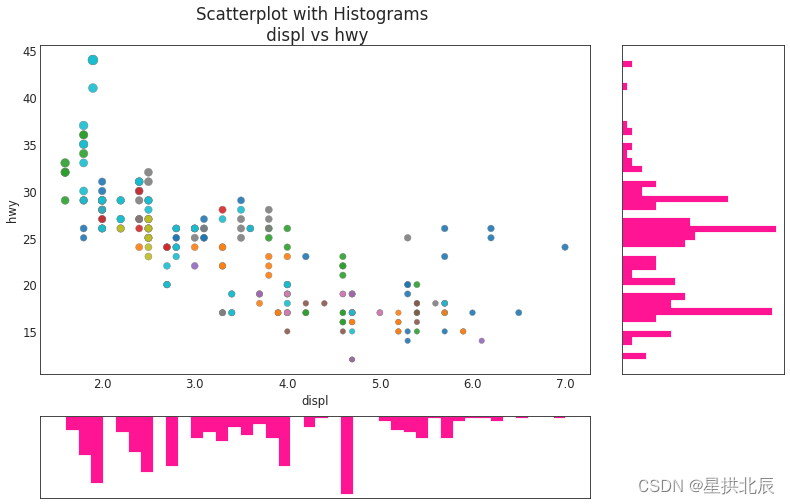 Scatterplot with Histograms
displ vs hwy
45
40
35
30
25
20
15
hwy
2.0 3.0 4.0 5.0 6.0 7.0
displ
CSDN @星拱北辰